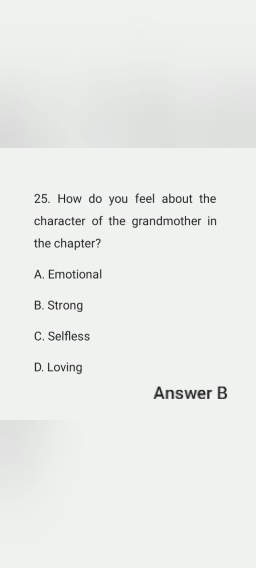 25. How do you feel about the
character of the grandmother in
the chapter?
A. Emotional
B. Strong
C. Selfless
D. Loving
Answer B